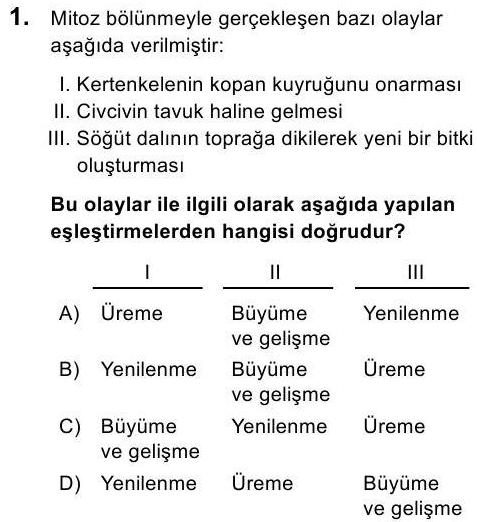 1. Mitoz bölünmeyle gerçekleşen bazı olaylar
aşağıda verilmiştir:
I. Kertenkelenin kopan kuyruğunu onarması
II. Civcivin tavuk haline gelmesi
III. Söğüt dalının toprağa dikilerek yeni bir bitki
oluşturması
Bu olaylar ile ilgili olarak aşağıda yapılan
eşleştirmelerden hangisi doğrudur?
I II III
A) Üreme Büyüme Yenilenme
ve gelişme
B) Yenilenme Büyüme Üreme
ve gelişme
C) Büyüme Yenilenme Üreme
ve gelişme
D) Yenilenme Üreme Büyüme
ve gelişme